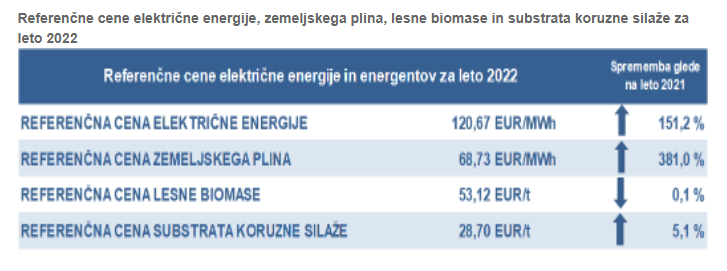 Referenčne cene električne energije, zemeljskega plina, lesne biomase in substrata koruzne silaže za
leto 2022
Referenčne cene električne energije in energentov za leto 2022
Sprememba glede
na leto 2021
REFERENČNA CENA ELEKTRIČNE ENERGIJE 120,67 EUR/MWh 151,2 %
REFERENČNA CENA ZEMELJSKEGA PLINA 68,73 EUR/MWh 381,0 %
REFERENČNA CENA LESNE BIOMASE 53,12 EUR/t 0,1 %
REFERENČNA CENA SUBSTRATA KORUZNE SILAŽE 28,70 EUR/t 5,1 %